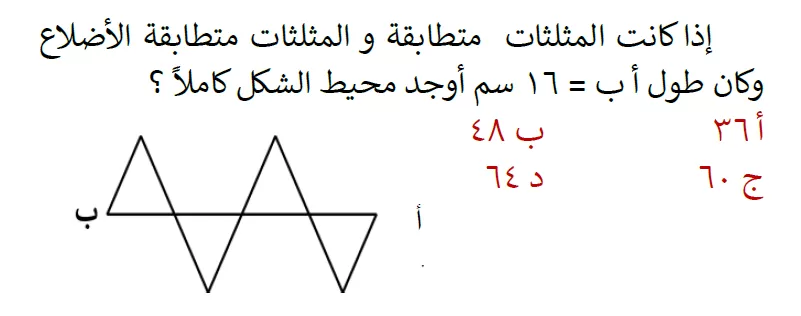 إذا كانت المثلثات متطابقة و المثلثات متطابقة الأضلاع
وكان طول أ ب = ١٦ سم أوجد محيط الشكل كاملاً ؟
أ ٣٦ ب ٤٨
ج ٦٠ د ٦٤
أ
ب